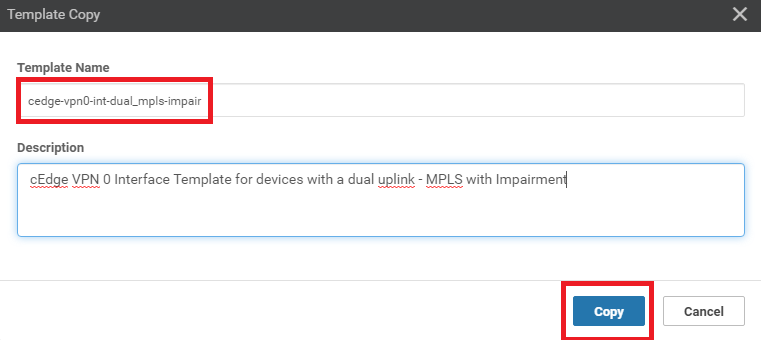 Template Copy
Template Name
cedge-vpn0-int-dual_mpls-impair
Description
cEdge VPN 0 Interface Template for devices with a dual uplink - MPLS with Impairment
Copy Cancel